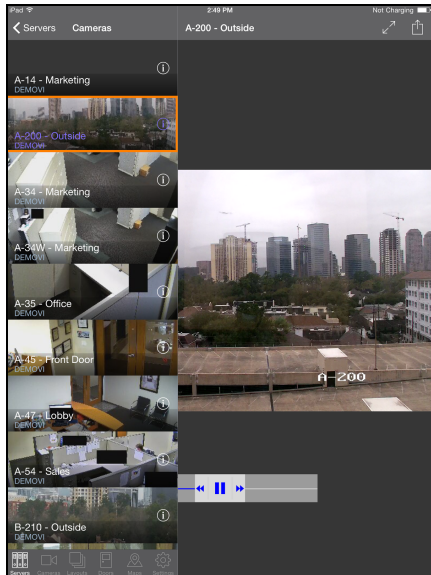 iPad 2:49 PM Not Charging
Servers Cameras A-200 - Outside
A-14 - Marketing
DEMOVI
A-200 - Outside
DEMOVI
A-34 - Marketing
DEMOVI
A-34W - Marketing
DEMOVI
A-35 - Office
DEMOVI
A-45 - Front Door
DEMOVI
A-47 - Lobby
DEMOVI
A-54 - Sales
DEMOVI
B-210 - Outside
DEMOVI
A-200
Servers Cameras Layouts Doors Maps Settings